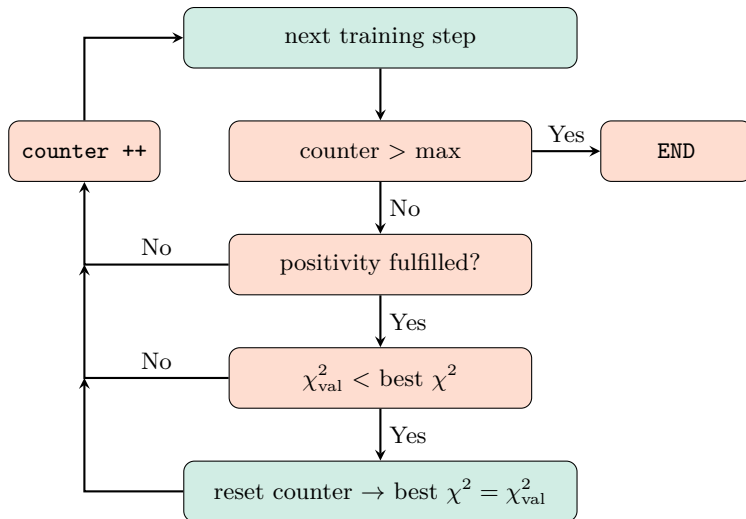 next training step
counter ++
counter > max
Yes
END
No
No
positivity fulfilled?
Yes
No
χ²_val < best χ²
Yes
reset counter → best χ² = χ²_val